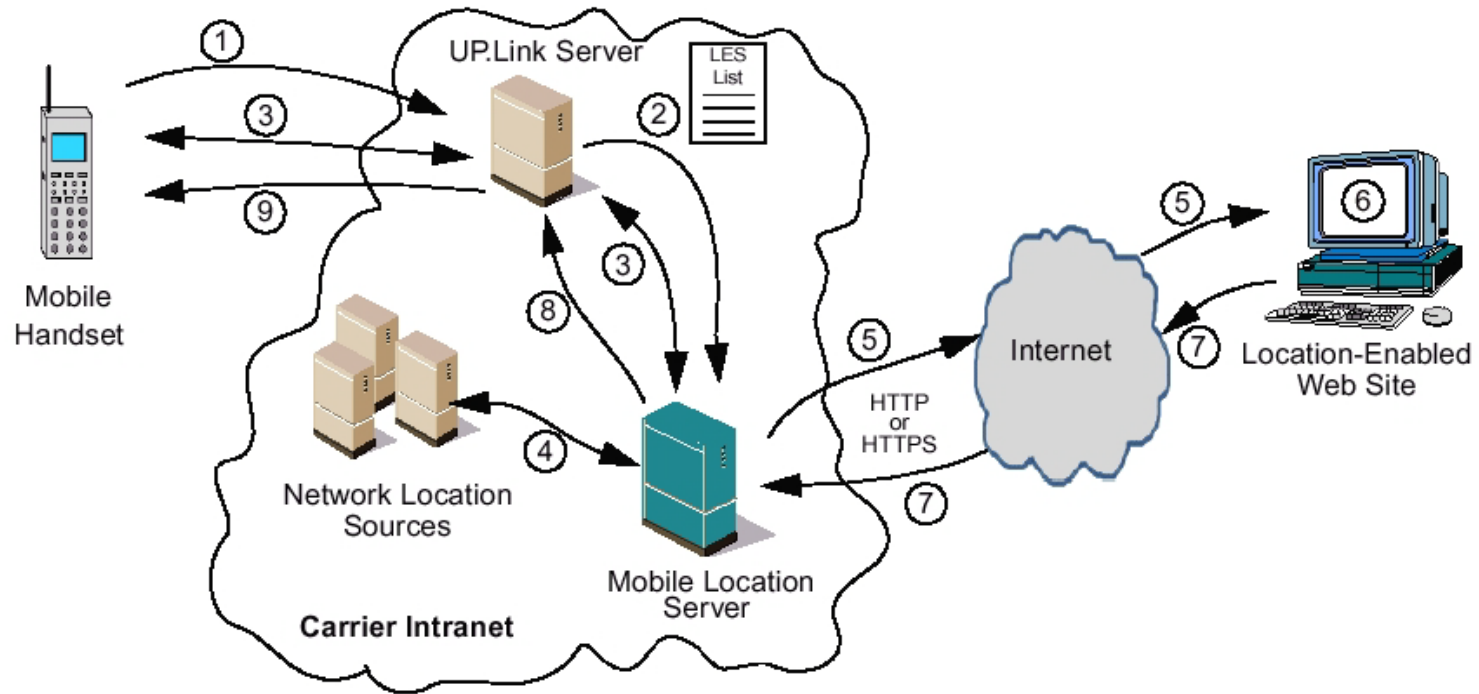 1
UP.Link Server
LES
List
2
3
9
3
8
Mobile
Handset
5
6
Internet
5
7
Location-Enabled
Web Site
HTTP
or
HTTPS
4
7
Network Location
Sources
Mobile Location
Server
Carrier Intranet